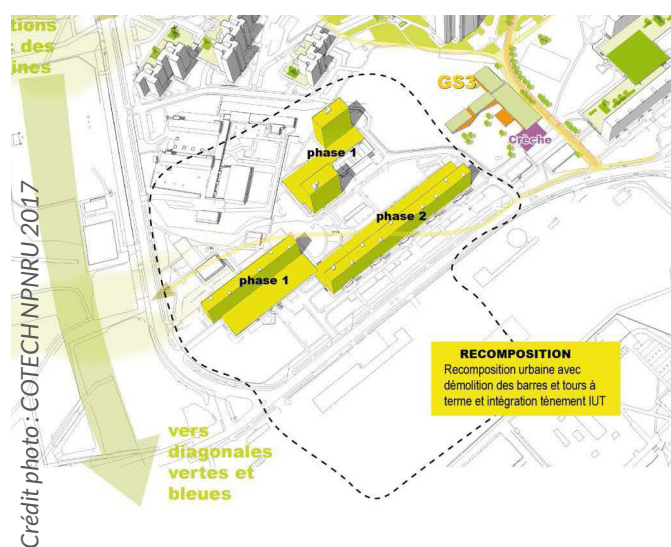 tions
des
ines
GS3
Crèche
phase 1
phase 2
phase 1
RECOMPOSITION
Recomposition urbaine avec
démolition des barres et tours à
terme et intégration tènement IUT
vers
diagonales
vertes et
bleues
Crédit photo : COTECH NPNRU 2017